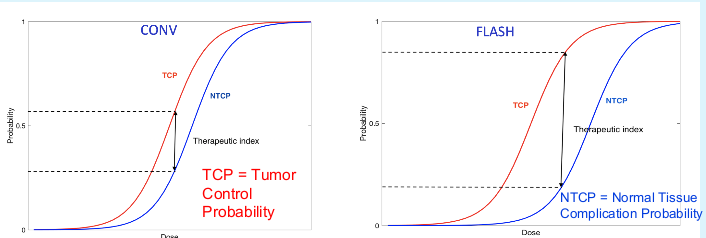 CONV
1
TCP
NTCP
Probability
0.5
Therapeutic index
TCP = Tumor
Control
Probability
0
Dose
FLASH
1
TCP
NTCP
Probability
0.5
Therapeutic index
NTCP = Normal Tissue
Complication Probability
0
Dose